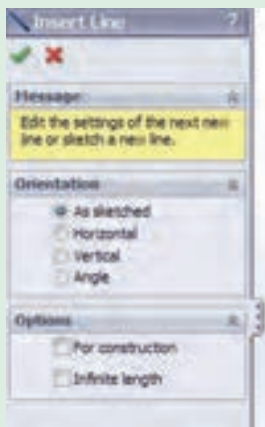 Insert Line
?
Message
Edit the settings of the next new
line or sketch a new line.
Orientation
As sketched
Horizontal
Vertical
Angle
Options
For construction
Infinite length